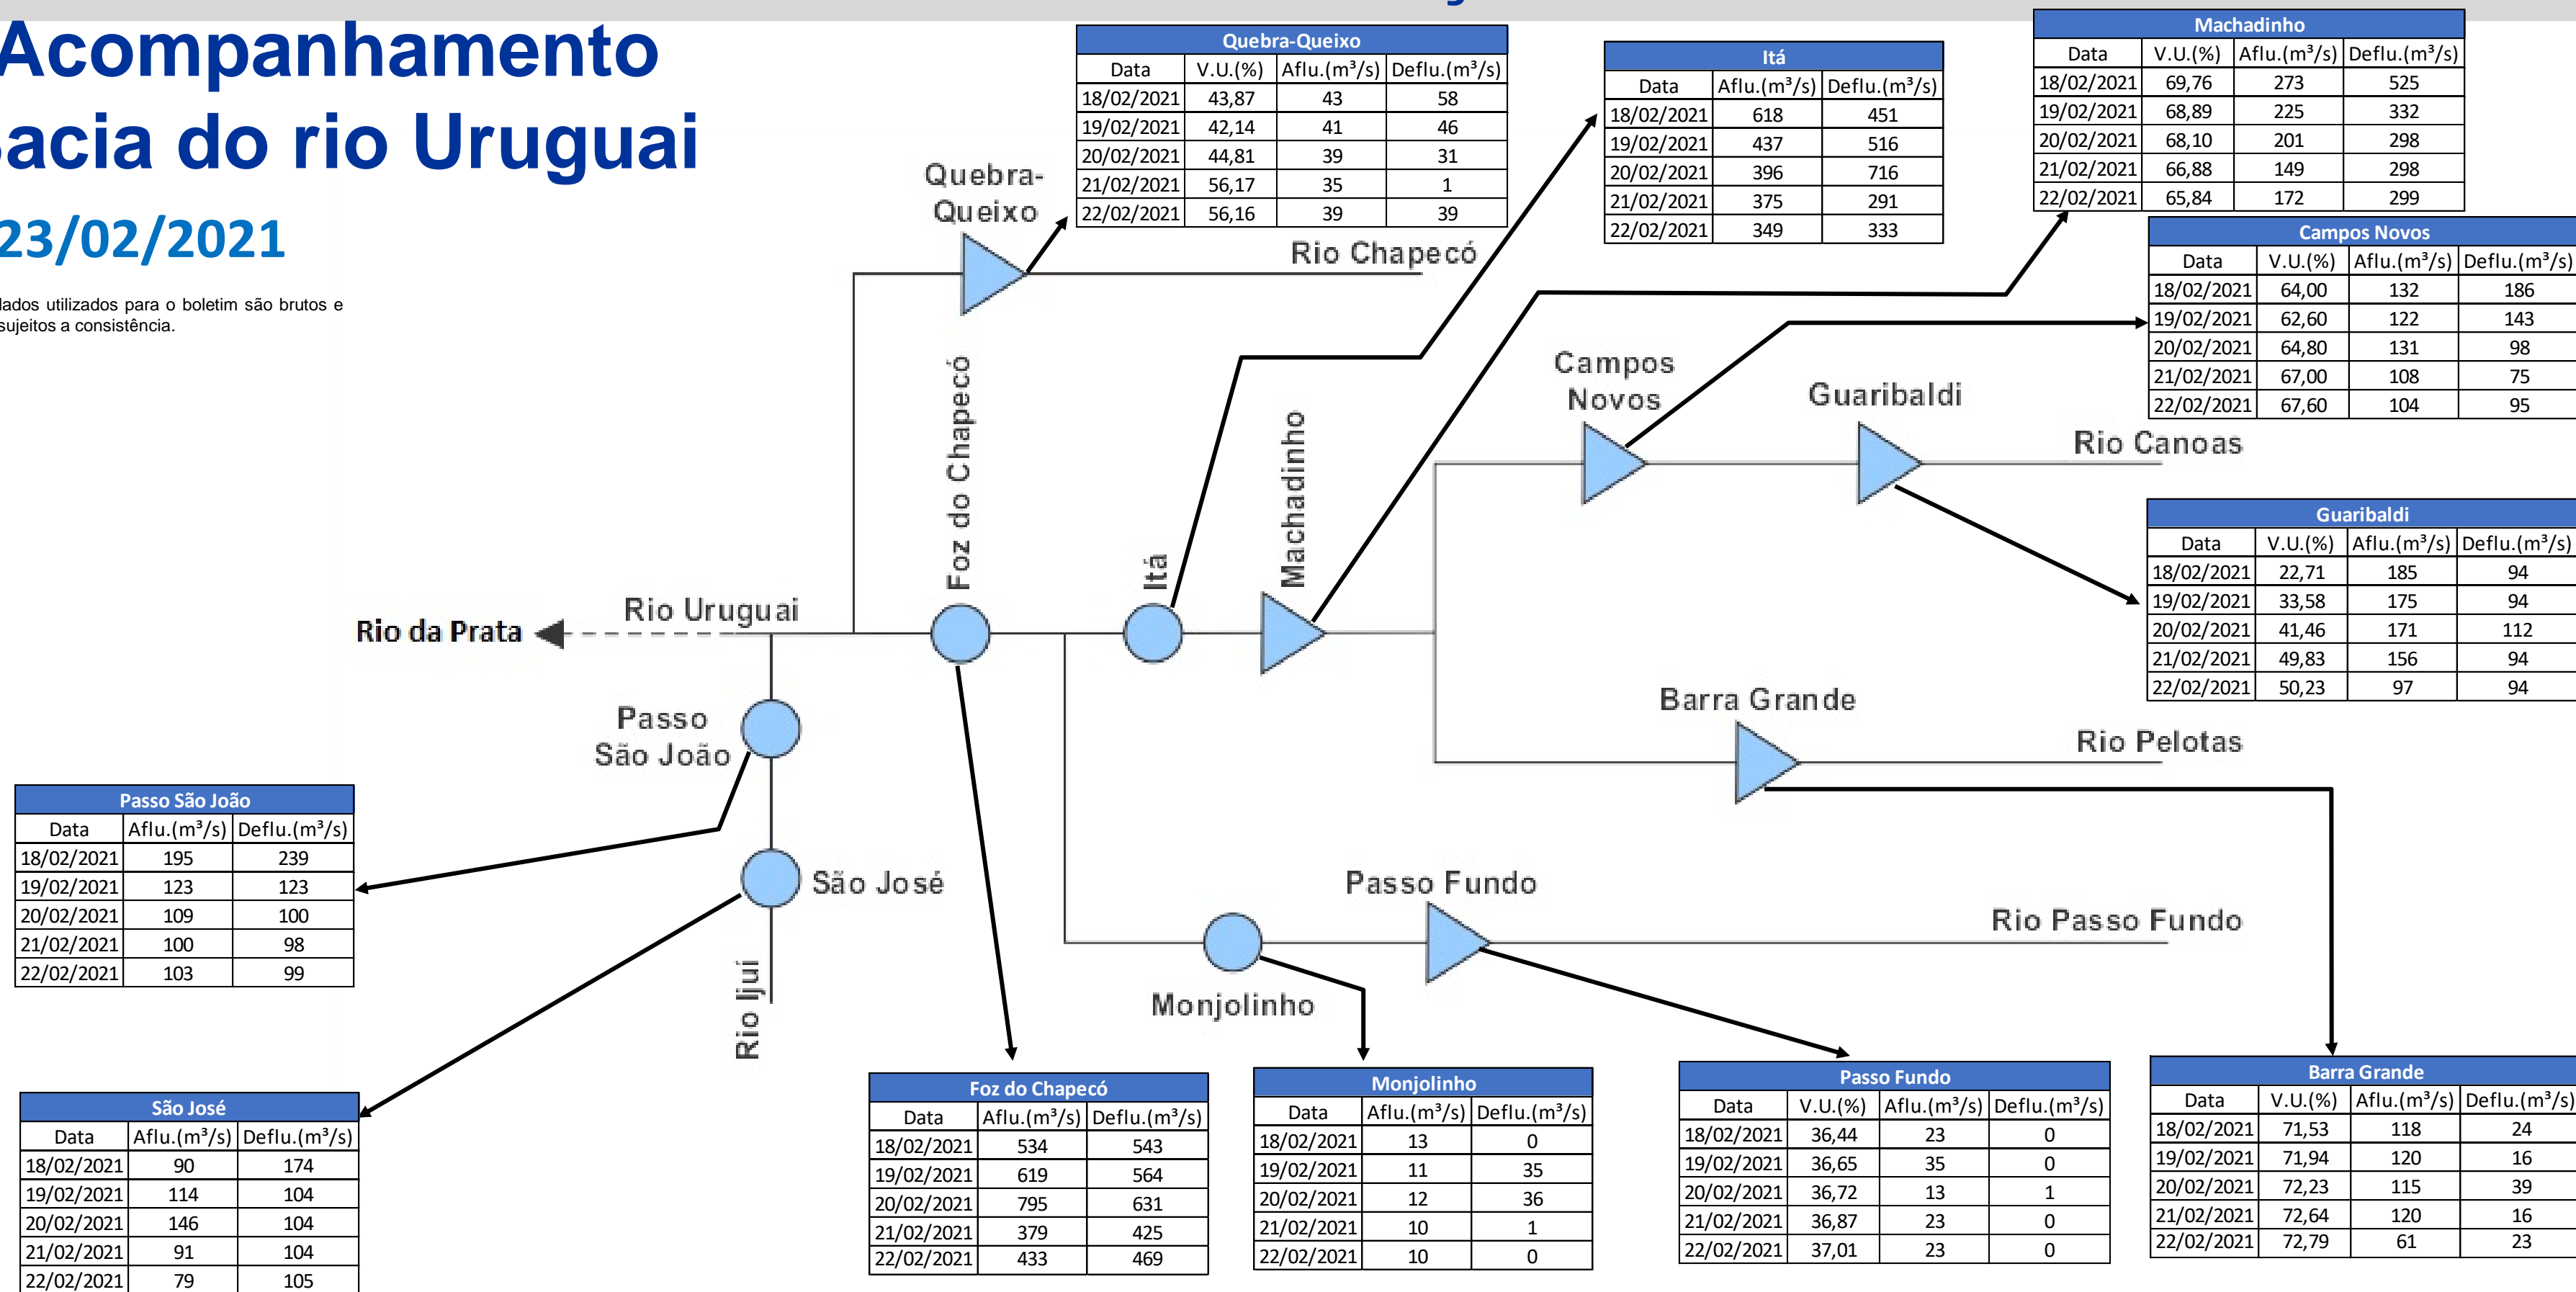 Acompanhamento
Bacia do rio Uruguai
23/02/2021
dados utilizados para o boletim são brutos e
sujeitos a consistência.
Quebra-Queixo
Data V.U.(%) Aflu.(m³/s) Deflu.(m³/s)
18/02/2021 43,87 43 58
19/02/2021 42,14 41 46
20/02/2021 44,81 39 31
21/02/2021 56,17 35 1
22/02/2021 56,16 39 39
Itá
Data Aflu.(m³/s) Deflu.(m³/s)
18/02/2021 618 451
19/02/2021 437 516
20/02/2021 396 716
21/02/2021 375 291
22/02/2021 349 333
Machadinho
Data V.U.(%) Aflu.(m³/s) Deflu.(m³/s)
18/02/2021 69,76 273 525
19/02/2021 68,89 225 332
20/02/2021 68,10 201 298
21/02/2021 66,88 149 298
22/02/2021 65,84 172 299
Campos Novos
Data V.U.(%) Aflu.(m³/s) Deflu.(m³/s)
18/02/2021 64,00 132 186
19/02/2021 62,60 122 143
20/02/2021 64,80 131 98
21/02/2021 67,00 108 75
22/02/2021 67,60 104 95
Quebra-
Queixo
Rio Chapecó
Foz do Chapecó
Itá
Machadinho
Campos
Novos
Guaribaldi
Rio Canoas
Guaribaldi
Data V.U.(%) Aflu.(m³/s) Deflu.(m³/s)
18/02/2021 22,71 185 94
19/02/2021 33,58 175 94
20/02/2021 41,46 171 112
21/02/2021 49,83 156 94
22/02/2021 50,23 97 94
Rio da Prata
Rio Uruguai
Passo
São João
Barra Grande
Rio Pelotas
Passo São João
Data Aflu.(m³/s) Deflu.(m³/s)
18/02/2021 195 239
19/02/2021 123 123
20/02/2021 109 100
21/02/2021 100 98
22/02/2021 103 99
São José
Passo Fundo
Rio Passo Fundo
Rio Ijuí
Monjolinho
São José
Data Aflu.(m³/s) Deflu.(m³/s)
18/02/2021 90 174
19/02/2021 114 104
20/02/2021 146 104
21/02/2021 91 104
22/02/2021 79 105
Foz do Chapecó
Data Aflu.(m³/s) Deflu.(m³/s)
18/02/2021 534 543
19/02/2021 619 564
20/02/2021 795 631
21/02/2021 379 425
22/02/2021 433 469
Monjolinho
Data Aflu.(m³/s) Deflu.(m³/s)
18/02/2021 13 0
19/02/2021 11 35
20/02/2021 12 36
21/02/2021 10 1
22/02/2021 10 0
Passo Fundo
Data V.U.(%) Aflu.(m³/s) Deflu.(m³/s)
18/02/2021 36,44 23 0
19/02/2021 36,65 35 0
20/02/2021 36,72 13 1
21/02/2021 36,87 23 0
22/02/2021 37,01 23 0
Barra Grande
Data V.U.(%) Aflu.(m³/s) Deflu.(m³/s)
18/02/2021 71,53 118 24
19/02/2021 71,94 120 16
20/02/2021 72,23 115 39
21/02/2021 72,64 120 16
22/02/2021 72,79 61 23